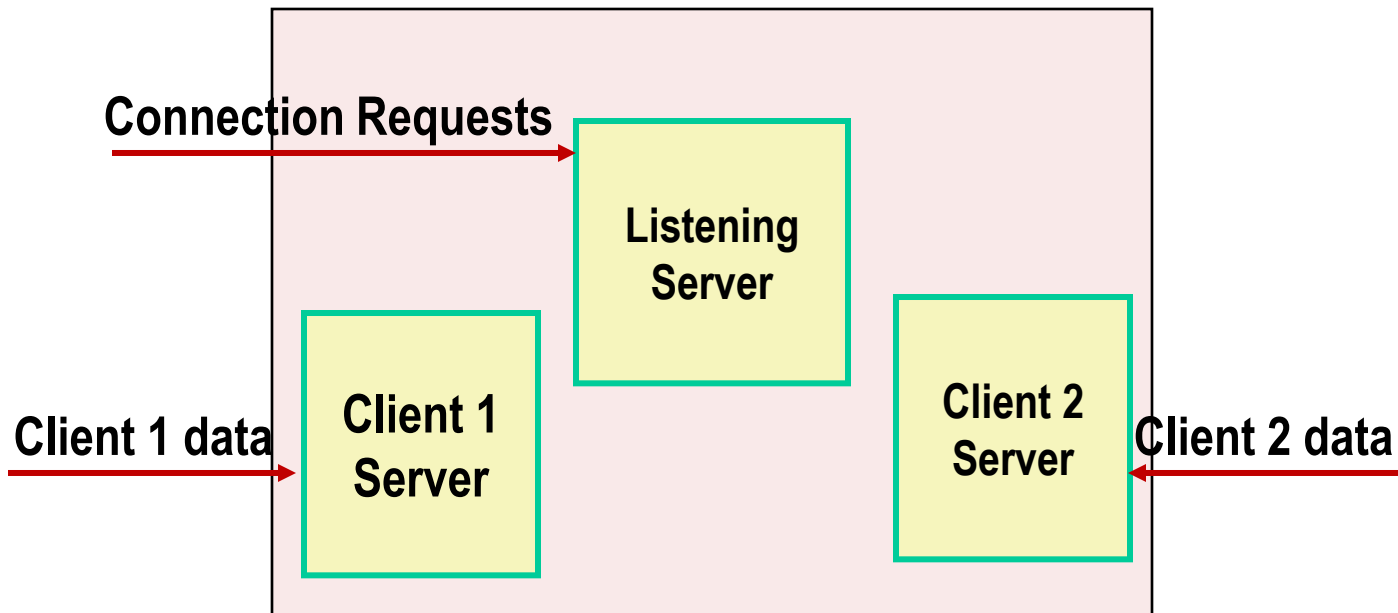 Connection Requests
Listening
Server
Client 1 data
Client 1
Server
Client 2
Server
Client 2 data